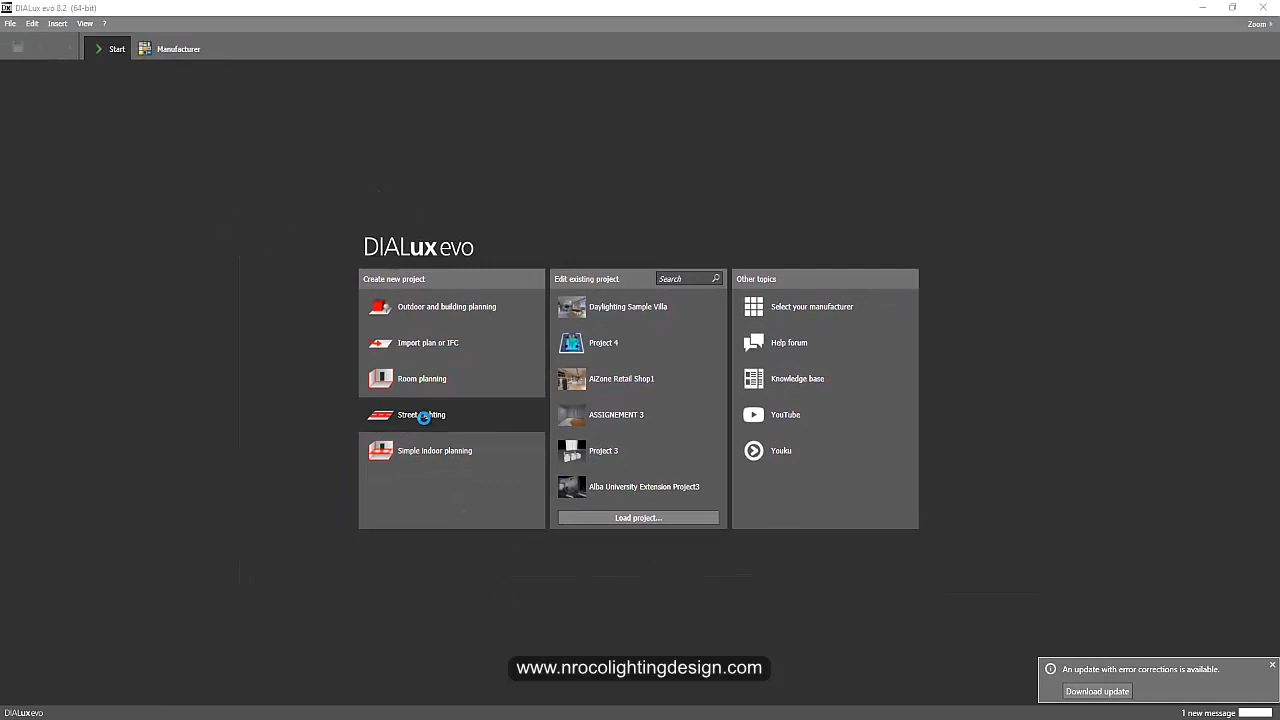 DIALux evo 8.2 (64-bit)
File Edit Insert View ?
Zoom
Start Manufacturer
DIALux evo
Create new project
Outdoor and building planning
Import plan or IFC
Room planning
Street lighting
Simple indoor planning
Edit existing project Search
Daylighting Sample Villa
Project 4
AiZone Retail Shop1
ASSIGNEMENT 3
Project 3
Alba University Extension Project3
Load project...
Other topics
Select your manufacturer
Help forum
Knowledge base
YouTube
Youku
www.nrocolightingdesign.com
An update with error corrections is available.
Download update
DIALux evo
1 new message